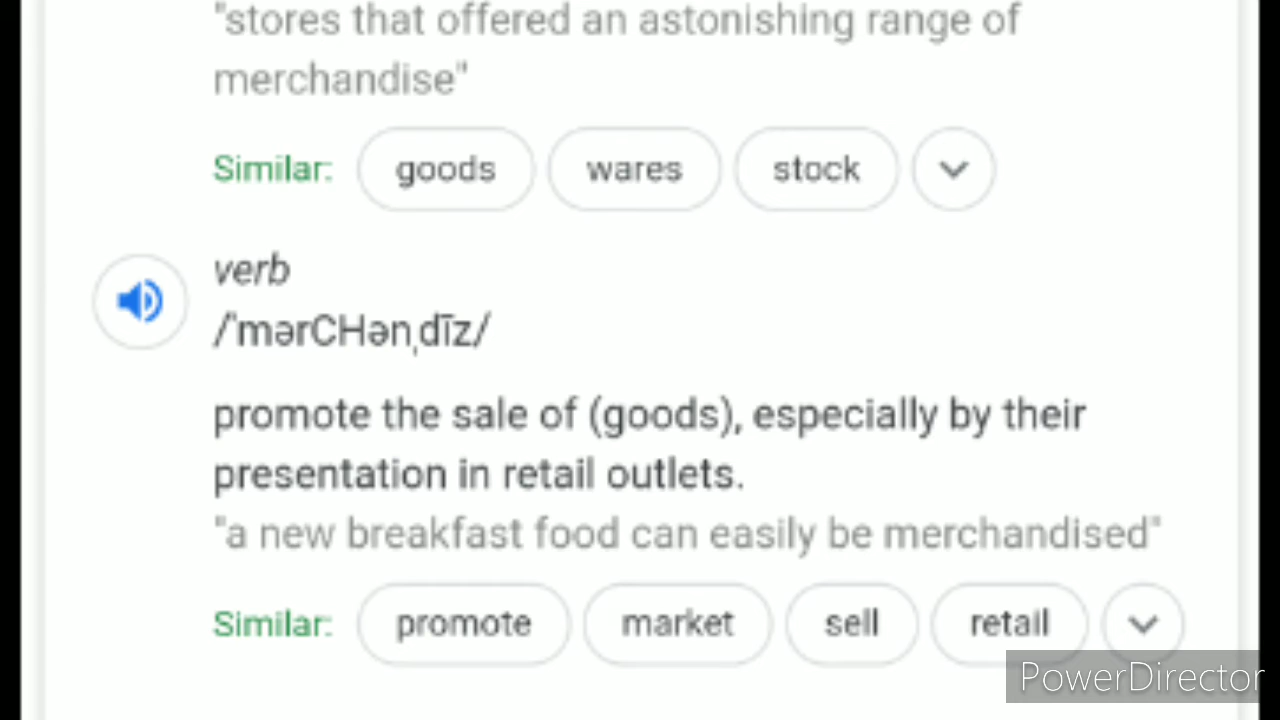 "stores that offered an astonishing range of
merchandise"
Similar: goods wares stock
verb
/ˈmərCHənˌdīz/
promote the sale of (goods), especially by their
presentation in retail outlets.
"a new breakfast food can easily be merchandised"
Similar: promote market sell retail
PowerDirector